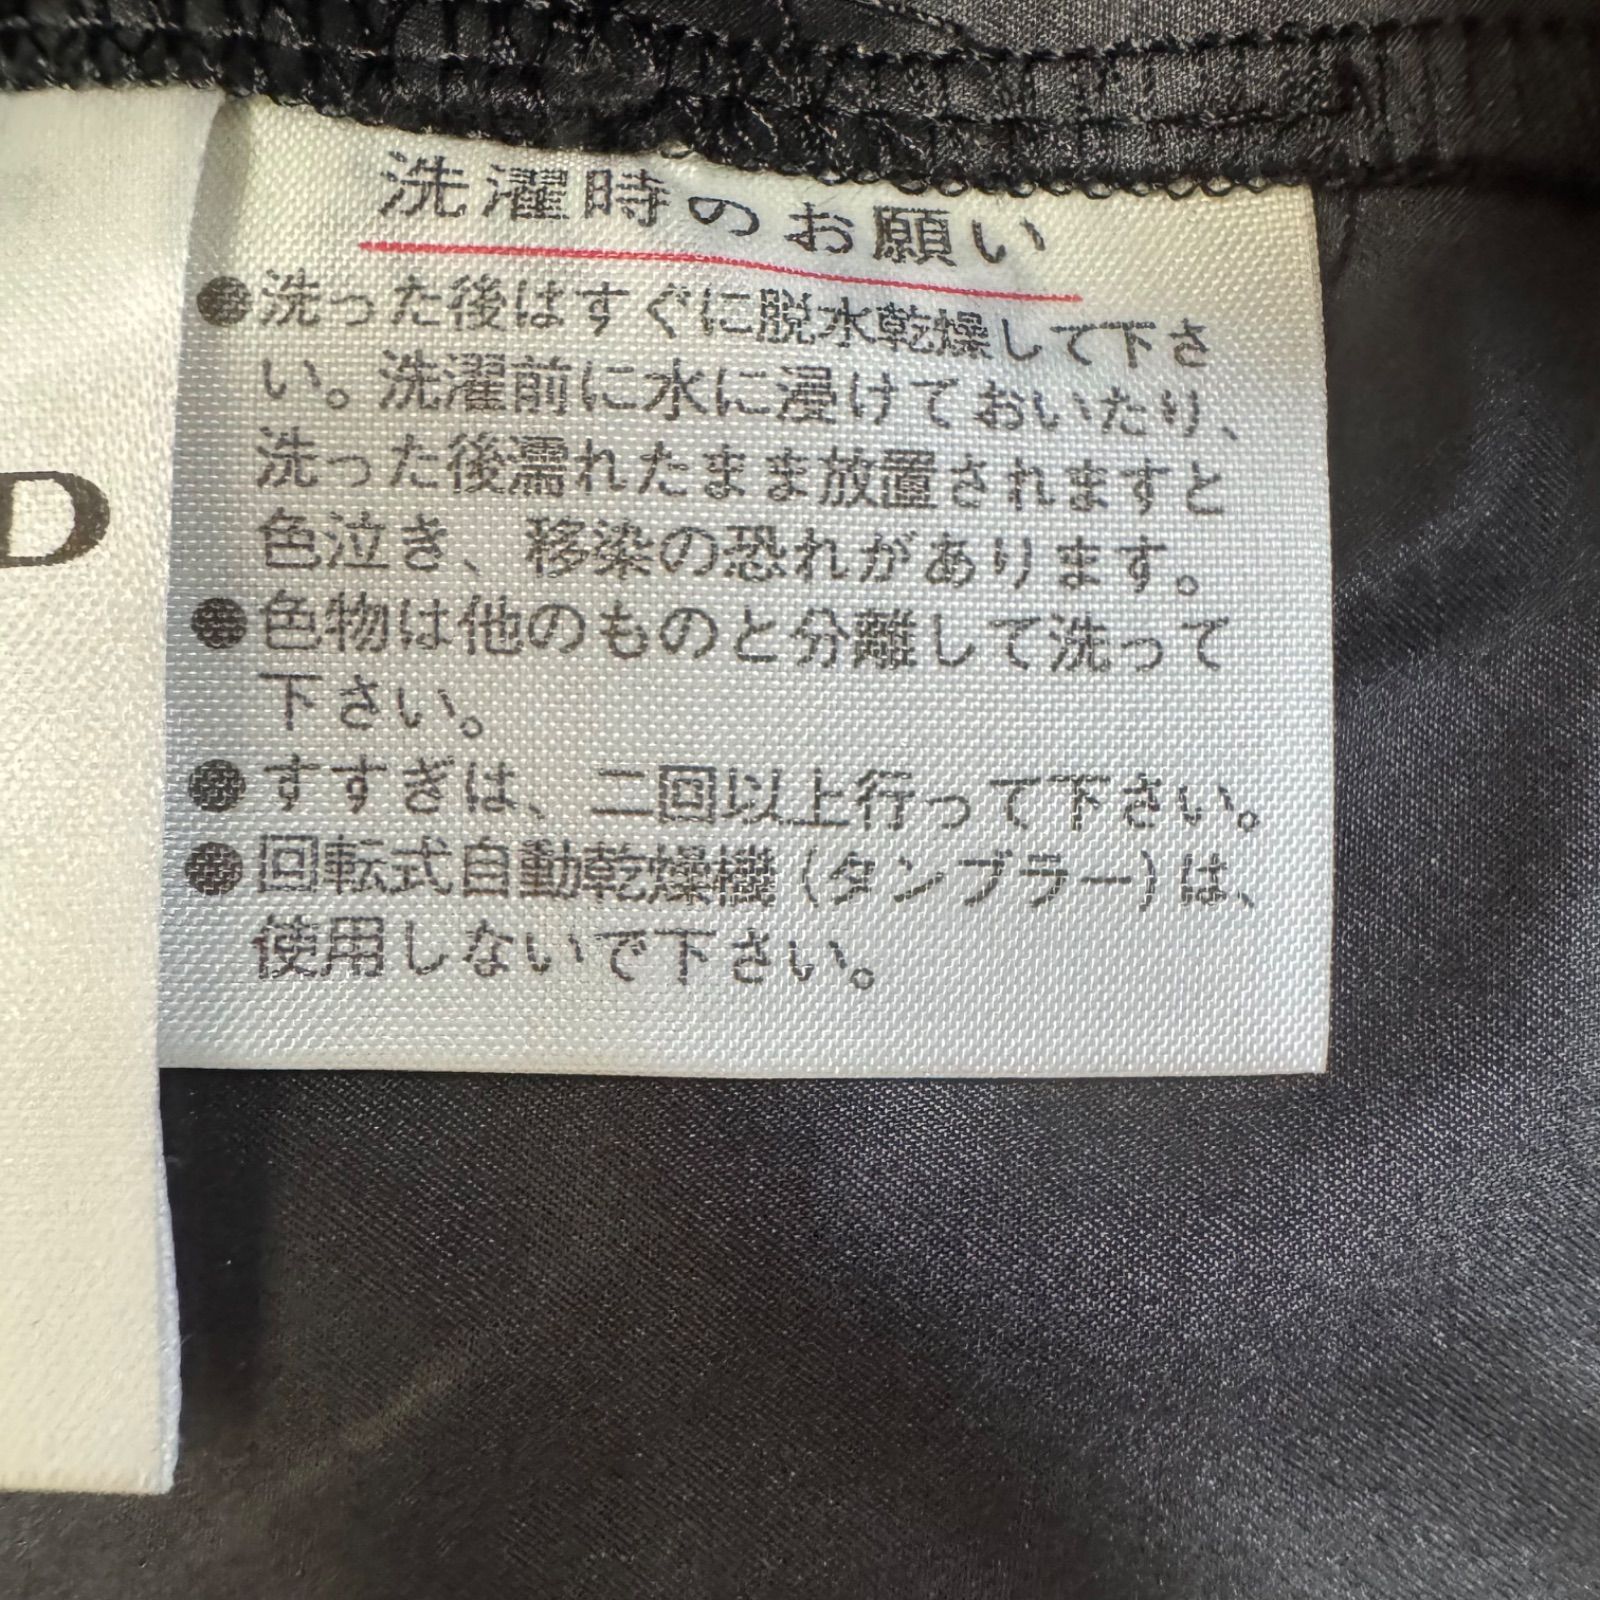 洗濯時のお願い
●洗った後はすぐに脱水乾燥して下さ
い。洗濯前に水に浸けておいたり、
洗った後濡れたまま放置されますと
色泣き、移染の恐れがあります。
●色物は他のものと分離して洗って
下さい。
●すすぎは、二回以上行って下さい。
●回転式自動乾燥機(タンブラー)は、
使用しないで下さい。
D